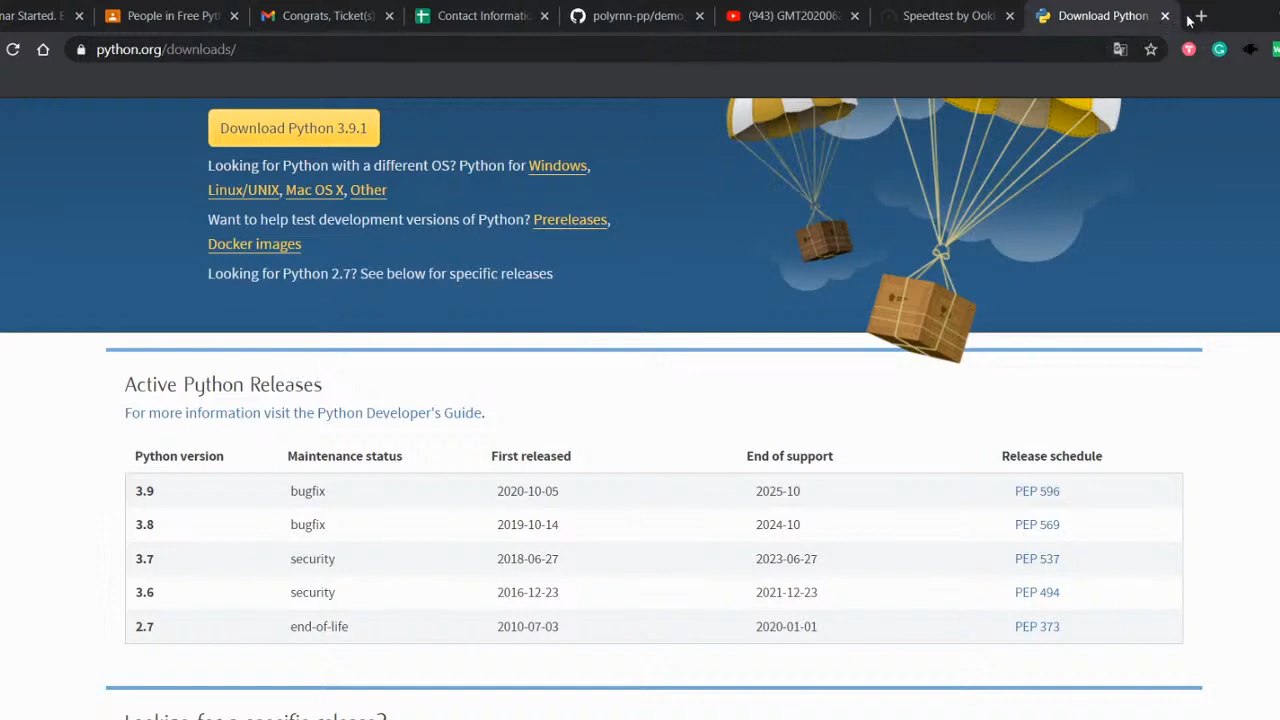 nar Started. E
People in Free Pyt
Congrats, Ticket(s)
Contact Informati
polyrnn-pp/demo
(943) GMT202006
Speedtest by Ookl
Download Python
python.org/downloads/
Download Python 3.9.1
Looking for Python with a different OS? Python for Windows,
Linux/UNIX, Mac OS X, Other
Want to help test development versions of Python? Prereleases,
Docker images
Looking for Python 2.7? See below for specific releases
Active Python Releases
For more information visit the Python Developer's Guide.
Python version Maintenance status First released End of support Release schedule
3.9 bugfix 2020-10-05 2025-10 PEP 596
3.8 bugfix 2019-10-14 2024-10 PEP 569
3.7 security 2018-06-27 2023-06-27 PEP 537
3.6 security 2016-12-23 2021-12-23 PEP 494
2.7 end-of-life 2010-07-03 2020-01-01 PEP 373
Looking for a specific release?